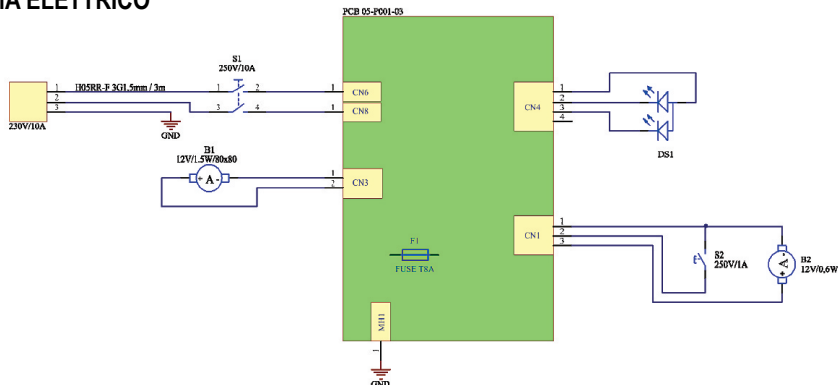 MA ELETTRICO
PCB 05-P001-03
S1
250V/10A
1 H05RR-F 3G1.5mm / 3m 1 2 1 CN6
2
3 3 4 1 CN8
230V/10A
GND
B1
12V/1.5W/80x80
+ A - 1 CN3
2
1
2 CN4
3
4
DS1
1
2 CN1
3
S2
250V/1A
+ A -
B2
12V/0,6W
F1
FUSE T8A
MH1
1
GND